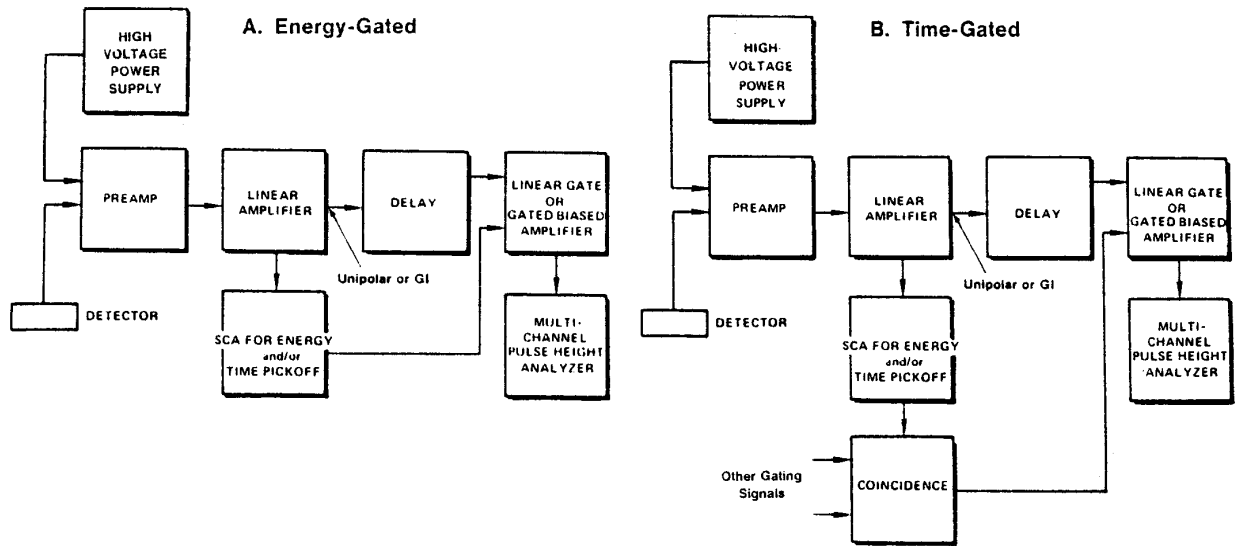 A. Energy-Gated
HIGH
VOLTAGE
POWER
SUPPLY
PREAMP
LINEAR
AMPLIFIER
DELAY
LINEAR GATE
OR
GATED BIASED
AMPLIFIER
Unipolar or GI
DETECTOR
SCA FOR ENERGY
and/or
TIME PICKOFF
MULTI-
CHANNEL
PULSE HEIGHT
ANALYZER
B. Time-Gated
HIGH-
VOLTAGE
POWER
SUPPLY
PREAMP
LINEAR
AMPLIFIER
DELAY
LINEAR GATE
OR
GATED BIASED
AMPLIFIER
Unipolar or GI
DETECTOR
SCA FOR ENERGY
and/or
TIME PICKOFF
MULTI-
CHANNEL
PULSE HEIGHT
ANALYZER
Other Gating
Signals
COINCIDENCE